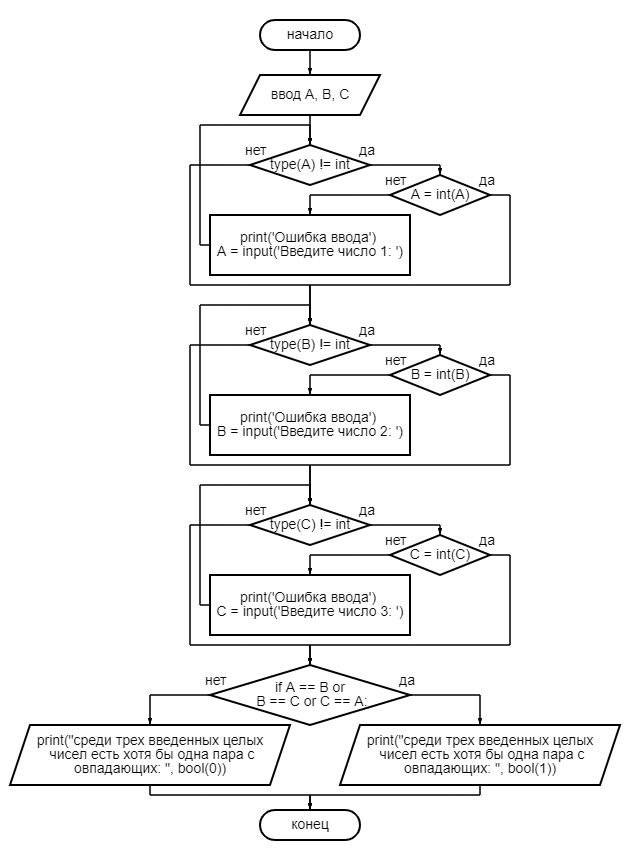 начало
ввод A, B, C
нет
да
type(A) != int
нет
да
A = int(A)
print('Ошибка ввода')
A = input('Введите число 1: ')
нет
да
type(B) != int
нет
да
B = int(B)
print('Ошибка ввода')
B = input('Введите число 2: ')
нет
да
type(C) != int
нет
да
C = int(C)
print('Ошибка ввода')
C = input('Введите число 3: ')
нет
да
if A == B or
B == C or C == A:
print("среди трех введенных целых
чисел есть хотя бы одна пара с
овпадающих: ", bool(0))
print("среди трех введенных целых
чисел есть хотя бы одна пара с
овпадающих: ", bool(1))
конец